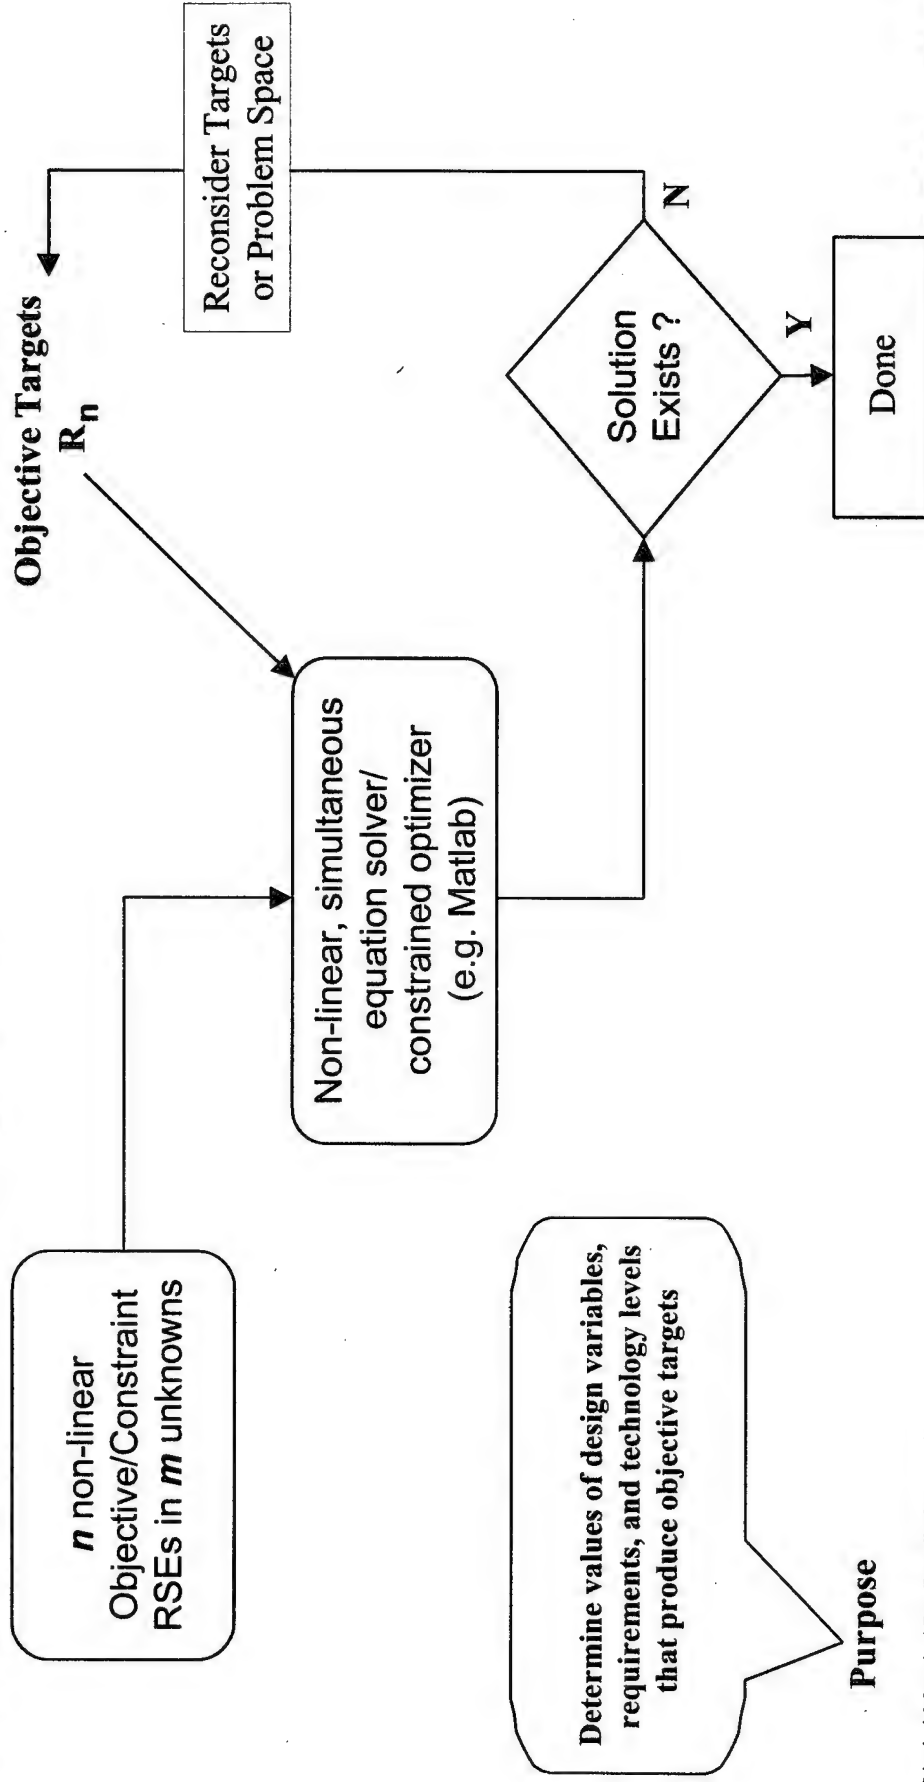 n non-linear
Objective/Constraint
RSEs in m unknowns
Objective Targets
Rn
Non-linear, simultaneous
equation solver/
constrained optimizer
(e.g. Matlab)
Reconsider Targets
or Problem Space
Solution
Exists ?
N
Y
Done
Determine values of design variables,
requirements, and technology levels
that produce objective targets
Purpose